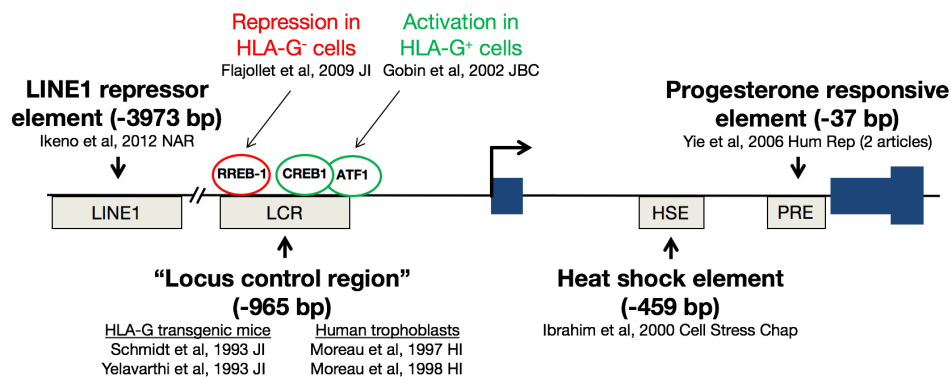 Repression in
HLA-G- cells
Flajollet et al, 2009 JI
Activation in
HLA-G+ cells
Gobin et al, 2002 JBC
LINE1 repressor
element (-3973 bp)
Ikeno et al, 2012 NAR
Progesterone responsive
element (-37 bp)
Yie et al, 2006 Hum Rep (2 articles)
RREB-1
CREB1
ATF1
LINE1
LCR
HSE
PRE
“Locus control region”
(-965 bp)
HLA-G transgenic mice
Schmidt et al, 1993 JI
Yelavarthi et al, 1993 JI
Human trophoblasts
Moreau et al, 1997 HI
Moreau et al, 1998 HI
Heat shock element
(-459 bp)
Ibrahim et al, 2000 Cell Stress Chap